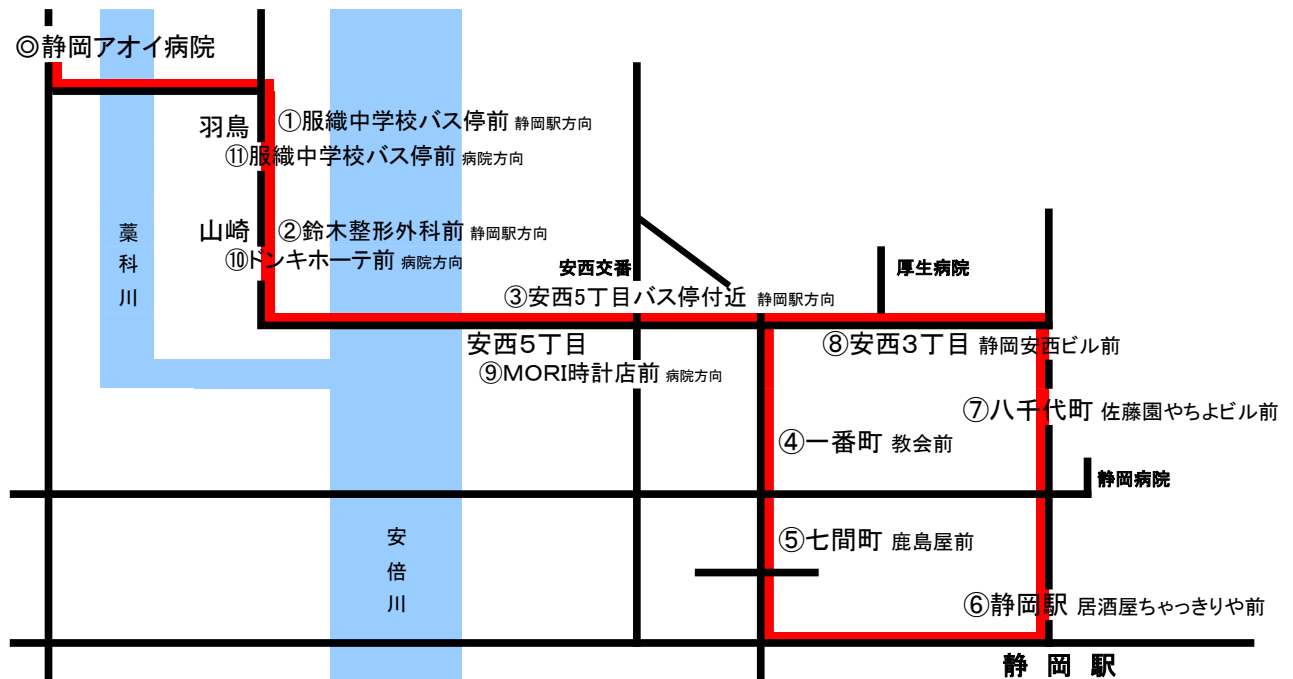 ◎静岡アオイ病院
羽鳥
①服織中学校バス停前 静岡駅方向
⑪服織中学校バス停前 病院方向
山崎
②鈴木整形外科前 静岡駅方向
⑩ドンキホーテ前 病院方向
藁科川
安西交番
厚生病院
③安西5丁目バス停付近 静岡駅方向
安西5丁目
⑧安西3丁目 静岡安西ビル前
⑨MORI時計店前 病院方向
⑦八千代町 佐藤園やちよビル前
④一番町 教会前
静岡病院
安倍川
⑤七間町 鹿島屋前
⑥静岡駅 居酒屋ちゃっきりや前
静岡駅